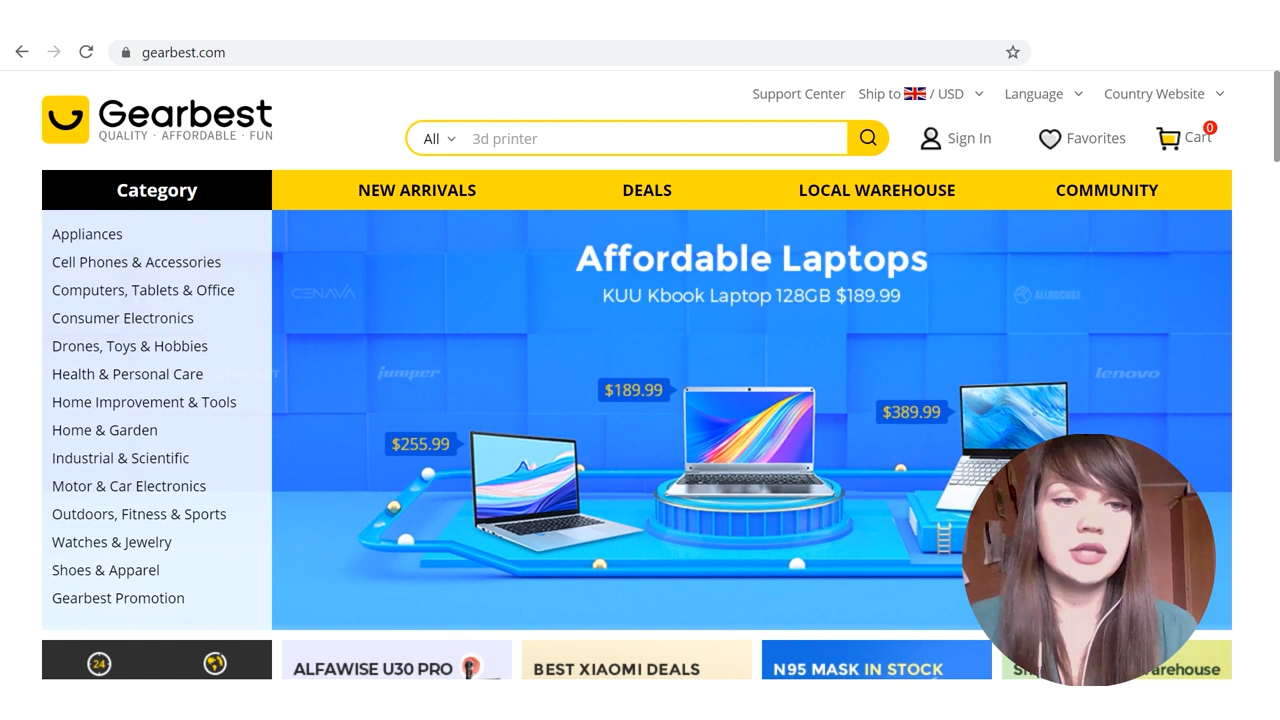 gearbest.com
Support Center Ship to / USD Language Country Website
Gearbest
QUALITY · AFFORDABLE · FUN
All 3d printer Sign In Favorites Cart 0
Category NEW ARRIVALS DEALS LOCAL WAREHOUSE COMMUNITY
Appliances
Cell Phones & Accessories
Computers, Tablets & Office
Consumer Electronics
Drones, Toys & Hobbies
Health & Personal Care
Home Improvement & Tools
Home & Garden
Industrial & Scientific
Motor & Car Electronics
Outdoors, Fitness & Sports
Watches & Jewelry
Shoes & Apparel
Gearbest Promotion
Affordable Laptops
KUU Kbook Laptop 128GB $189.99
CENAVA ALLDOCUBE
jumper lenovo
$189.99
$389.99
$255.99
24
ALFAWISE U30 PRO
BEST XIAOMI DEALS
N95 MASK IN STOCK